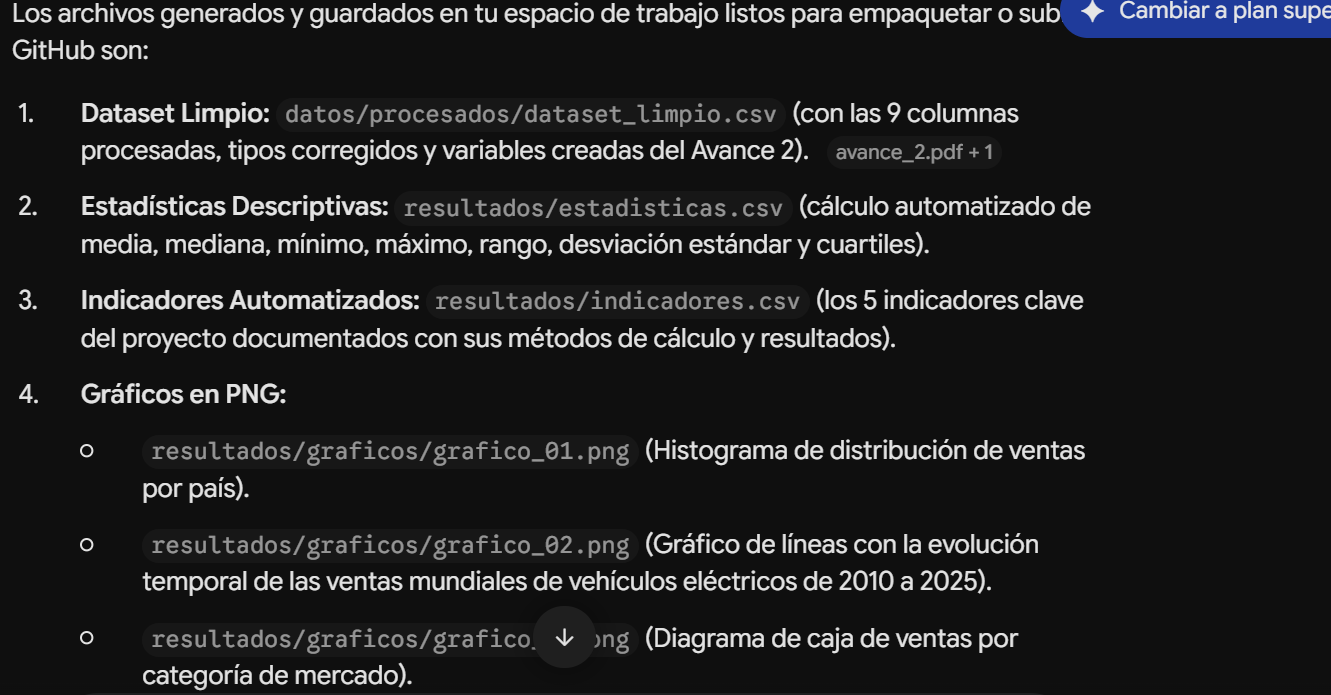 Los archivos generados y guardados en tu espacio de trabajo listos para empaquetar o sub
Cambiar a plan supe
GitHub son:
1. Dataset Limpio: datos/procesados/dataset_limpio.csv (con las 9 columnas
procesadas, tipos corregidos y variables creadas del Avance 2). avance_2.pdf + 1
2. Estadísticas Descriptivas: resultados/estadisticas.csv (cálculo automatizado de
media, mediana, mínimo, máximo, rango, desviación estándar y cuartiles).
3. Indicadores Automatizados: resultados/indicadores.csv (los 5 indicadores clave
del proyecto documentados con sus métodos de cálculo y resultados).
4. Gráficos en PNG:
resultados/graficos/grafico_01.png (Histograma de distribución de ventas
por país).
resultados/graficos/grafico_02.png (Gráfico de líneas con la evolución
temporal de las ventas mundiales de vehículos eléctricos de 2010 a 2025).
resultados/graficos/grafico_ ng (Diagrama de caja de ventas por
categoría de mercado).